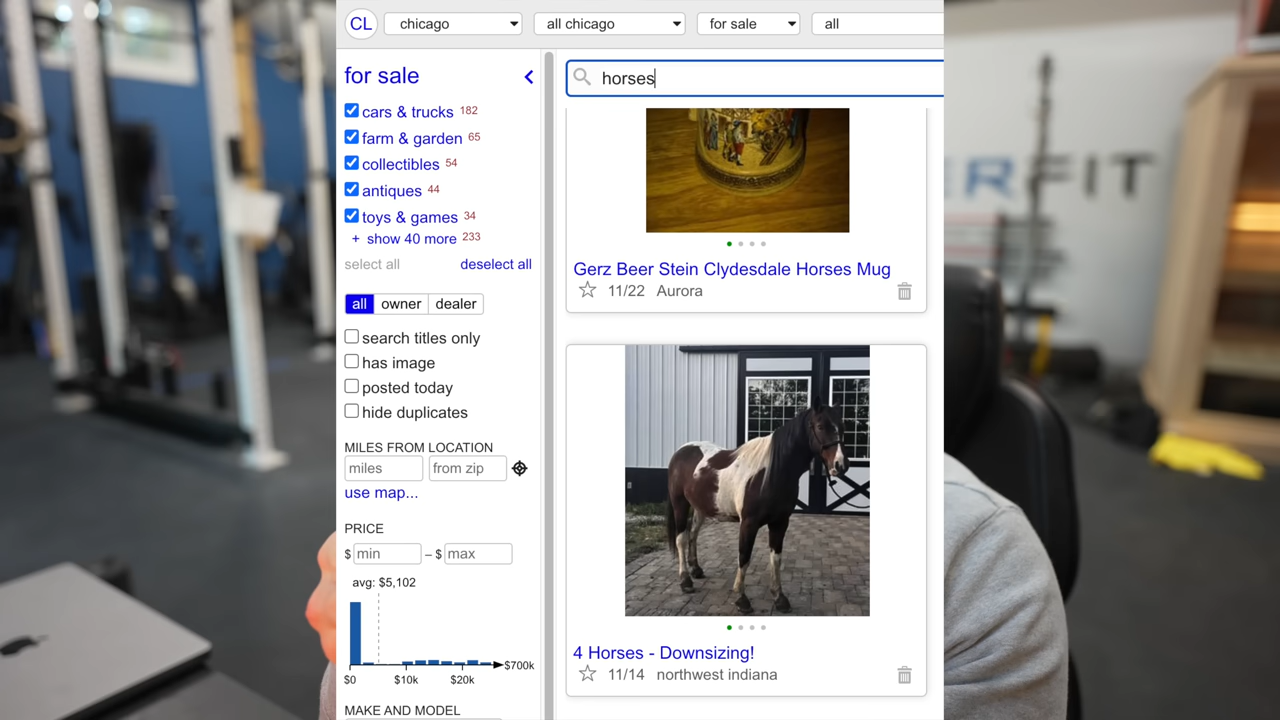 CL chicago all chicago for sale all
for sale
cars & trucks 182
farm & garden 65
collectibles 54
antiques 44
toys & games 34
+ show 40 more 233
select all deselect all
all owner dealer
search titles only
has image
posted today
hide duplicates
MILES FROM LOCATION
miles from zip
use map...
PRICE
$ min – $ max
avg: $5,102
$700k
$0 $10k $20k
MAKE AND MODEL
horses
Gerz Beer Stein Clydesdale Horses Mug
11/22 Aurora
4 Horses - Downsizing!
11/14 northwest indiana
ERFIT